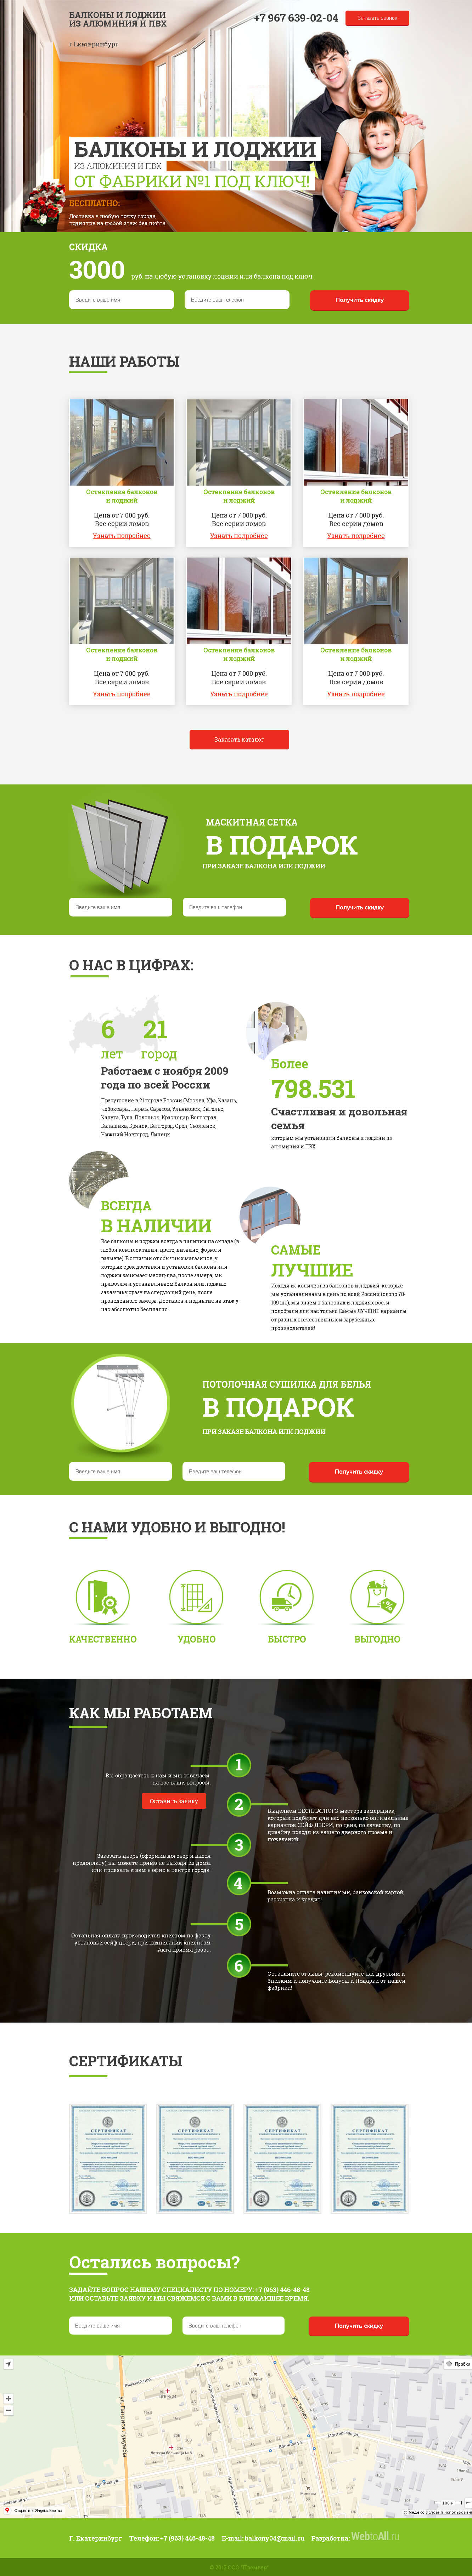 БАЛКОНЫ И ЛОДЖИИ
ИЗ АЛЮМИНИЯ И ПВХ
+7 967 639-02-04
Заказать звонок
г.Екатеринбург
БАЛКОНЫ И ЛОДЖИИ
ИЗ АЛЮМИНИЯ И ПВХ
ОТ ФАБРИКИ №1 ПОД КЛЮЧ!
БЕСПЛАТНО:
Доставка в любую точку города,
поднятие на любой этаж без лифта
СКИДКА
3000 руб. на любую установку лоджии или балкона под ключ
Введите ваше имя
Введите ваш телефон
Получить скидку
НАШИ РАБОТЫ
Остекление балконов
и лоджий
Цена от 7 000 руб.
Все серии домов
Узнать подробнее
Остекление балконов
и лоджий
Цена от 7 000 руб.
Все серии домов
Узнать подробнее
Остекление балконов
и лоджий
Цена от 7 000 руб.
Все серии домов
Узнать подробнее
Остекление балконов
и лоджий
Цена от 7 000 руб.
Все серии домов
Узнать подробнее
Остекление балконов
и лоджий
Цена от 7 000 руб.
Все серии домов
Узнать подробнее
Остекление балконов
и лоджий
Цена от 7 000 руб.
Все серии домов
Узнать подробнее
Заказать каталог
МАСКИТНАЯ СЕТКА
В ПОДАРОК
ПРИ ЗАКАЗЕ БАЛКОНА ИЛИ ЛОДЖИИ
Введите ваше имя
Введите ваш телефон
Получить скидку
О НАС В ЦИФРАХ:
6 21
лет город
Работаем с ноября 2009
года по всей России
Присутствие в 21 городе России (Москва, Уфа, Казань,
Чебоксары, Пермь, Саратов, Ульяновск, Энгельс,
Калуга, Тула, Подольск, Краснодар, Волгоград,
Балашиха, Брянск, Белгород, Орел, Смоленск,
Нижний Новгород, Липецк
Более
798.531
Счастливая и довольная
семья
которым мы установили балконы и лоджии из
алюминия и ПВХ
ВСЕГДА
В НАЛИЧИИ
Все балконы и лоджии всегда в наличии на складе (в
любой комплектации, цвете, дизайне, форме и
размере). В отличии от обычных магазинов, у
которых срок доставки и установки балкона или
лоджии занимает месяц-два, после замера, мы
привозим и устанавливаем балкон или лоджию
заказчику сразу на следующий день, после
проведённого замера. Доставка и поднятие на этаж у
нас абсолютно бесплатно!
САМЫЕ
ЛУЧШИЕ
Исходя из количества балконов и лоджий, которые
мы устанавливаем в день по всей России (около 70-
109 шт), мы знаем о балконах и лоджиях все, и
подобрали для вас только Самые ЛУЧШИЕ варианты
от разных отечественных и зарубежных
производителей!
ПОТОЛОЧНАЯ СУШИЛКА ДЛЯ БЕЛЬЯ
В ПОДАРОК
ПРИ ЗАКАЗЕ БАЛКОНА ИЛИ ЛОДЖИИ
Введите ваше имя
Введите ваш телефон
Получить скидку
С НАМИ УДОБНО И ВЫГОДНО!
КАЧЕСТВЕННО
УДОБНО
БЫСТРО
ВЫГОДНО
КАК МЫ РАБОТАЕМ
1
Вы обращаетесь к нам и мы отвечаем
на все ваши вопросы.
Оставить заявку
2
Выделяем БЕСПЛАТНОГО мастера замерщика,
который подберет для вас несколько оптимальных
вариантов СЕЙФ ДВЕРИ, по цене, по качеству, по
дизайну исходя из вашего дверного проема и
пожеланий.
3
Заказать дверь (оформив договор и внеся
предоплату) вы можете прямо не выходя из дома,
или приехать к нам в офис в центре города!
4
Возможна оплата наличными, банковской картой,
рассрочка и кредит!
5
Остальная оплата производится клиетом по факту
установки сейф двери, при подписании клиентом
Акта приема работ.
6
Оставляйте отзывы, рекомендуйте нас друзьям и
близким и получайте Бонусы и Подарки от нашей
фабрики!
СЕРТИФИКАТЫ
СЕРТИФИКАТ
СЕРТИФИКАТ
СЕРТИФИКАТ
СЕРТИФИКАТ
Остались вопросы?
ЗАДАЙТЕ ВОПРОС НАШЕМУ СПЕЦИАЛИСТУ ПО НОМЕРУ: +7 (963) 446-48-48
ИЛИ ОСТАВЬТЕ ЗАЯВКУ И МЫ СВЯЖЕМСЯ С ВАМИ В БЛИЖАЙШЕЕ ВРЕМЯ.
Введите ваше имя
Введите ваш телефон
Получить скидку
Пробки
Открыть в Яндекс.Картах
100 м
© Яндекс Условия использования
Г. Екатеринбург
Телефон: +7 (963) 446-48-48
E-mail: balkony04@mail.ru
Разработка: WebtoAll.ru